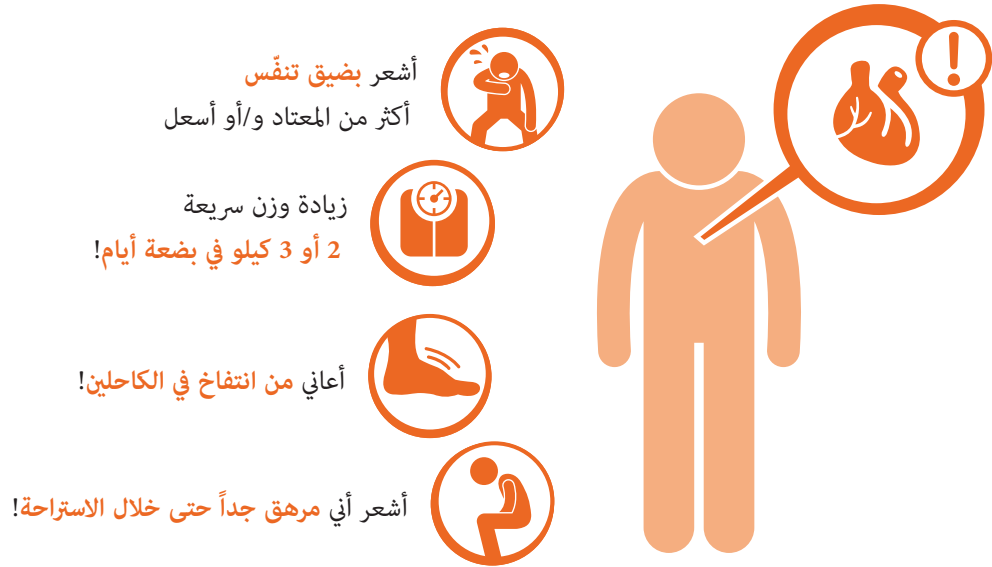 أشعر بضيق تنفّس
أكثر من المعتاد و/أو أسعل
زيادة وزن سريعة
2 أو 3 كيلو في بضعة أيام!
أعاني من انتفاخ في الكاحلين!
أشعر أني مرهق جداً حتى خلال الاستراحة!
!